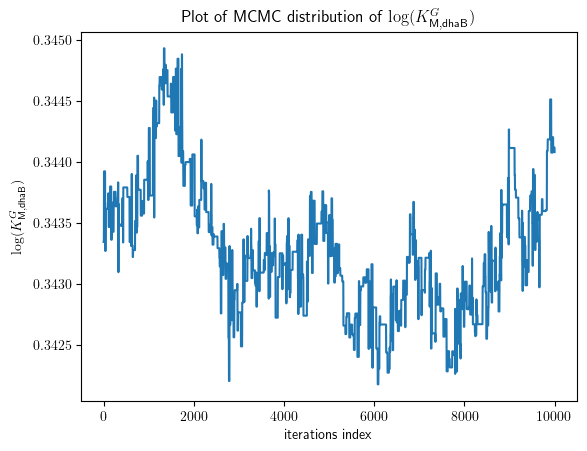 Plot of MCMC distribution of log(K^G_M,dhaB)
0.3450
0.3445
0.3440
0.3435
0.3430
0.3425
log(K^G_M,dhaB)
0 2000 4000 6000 8000 10000
iterations index